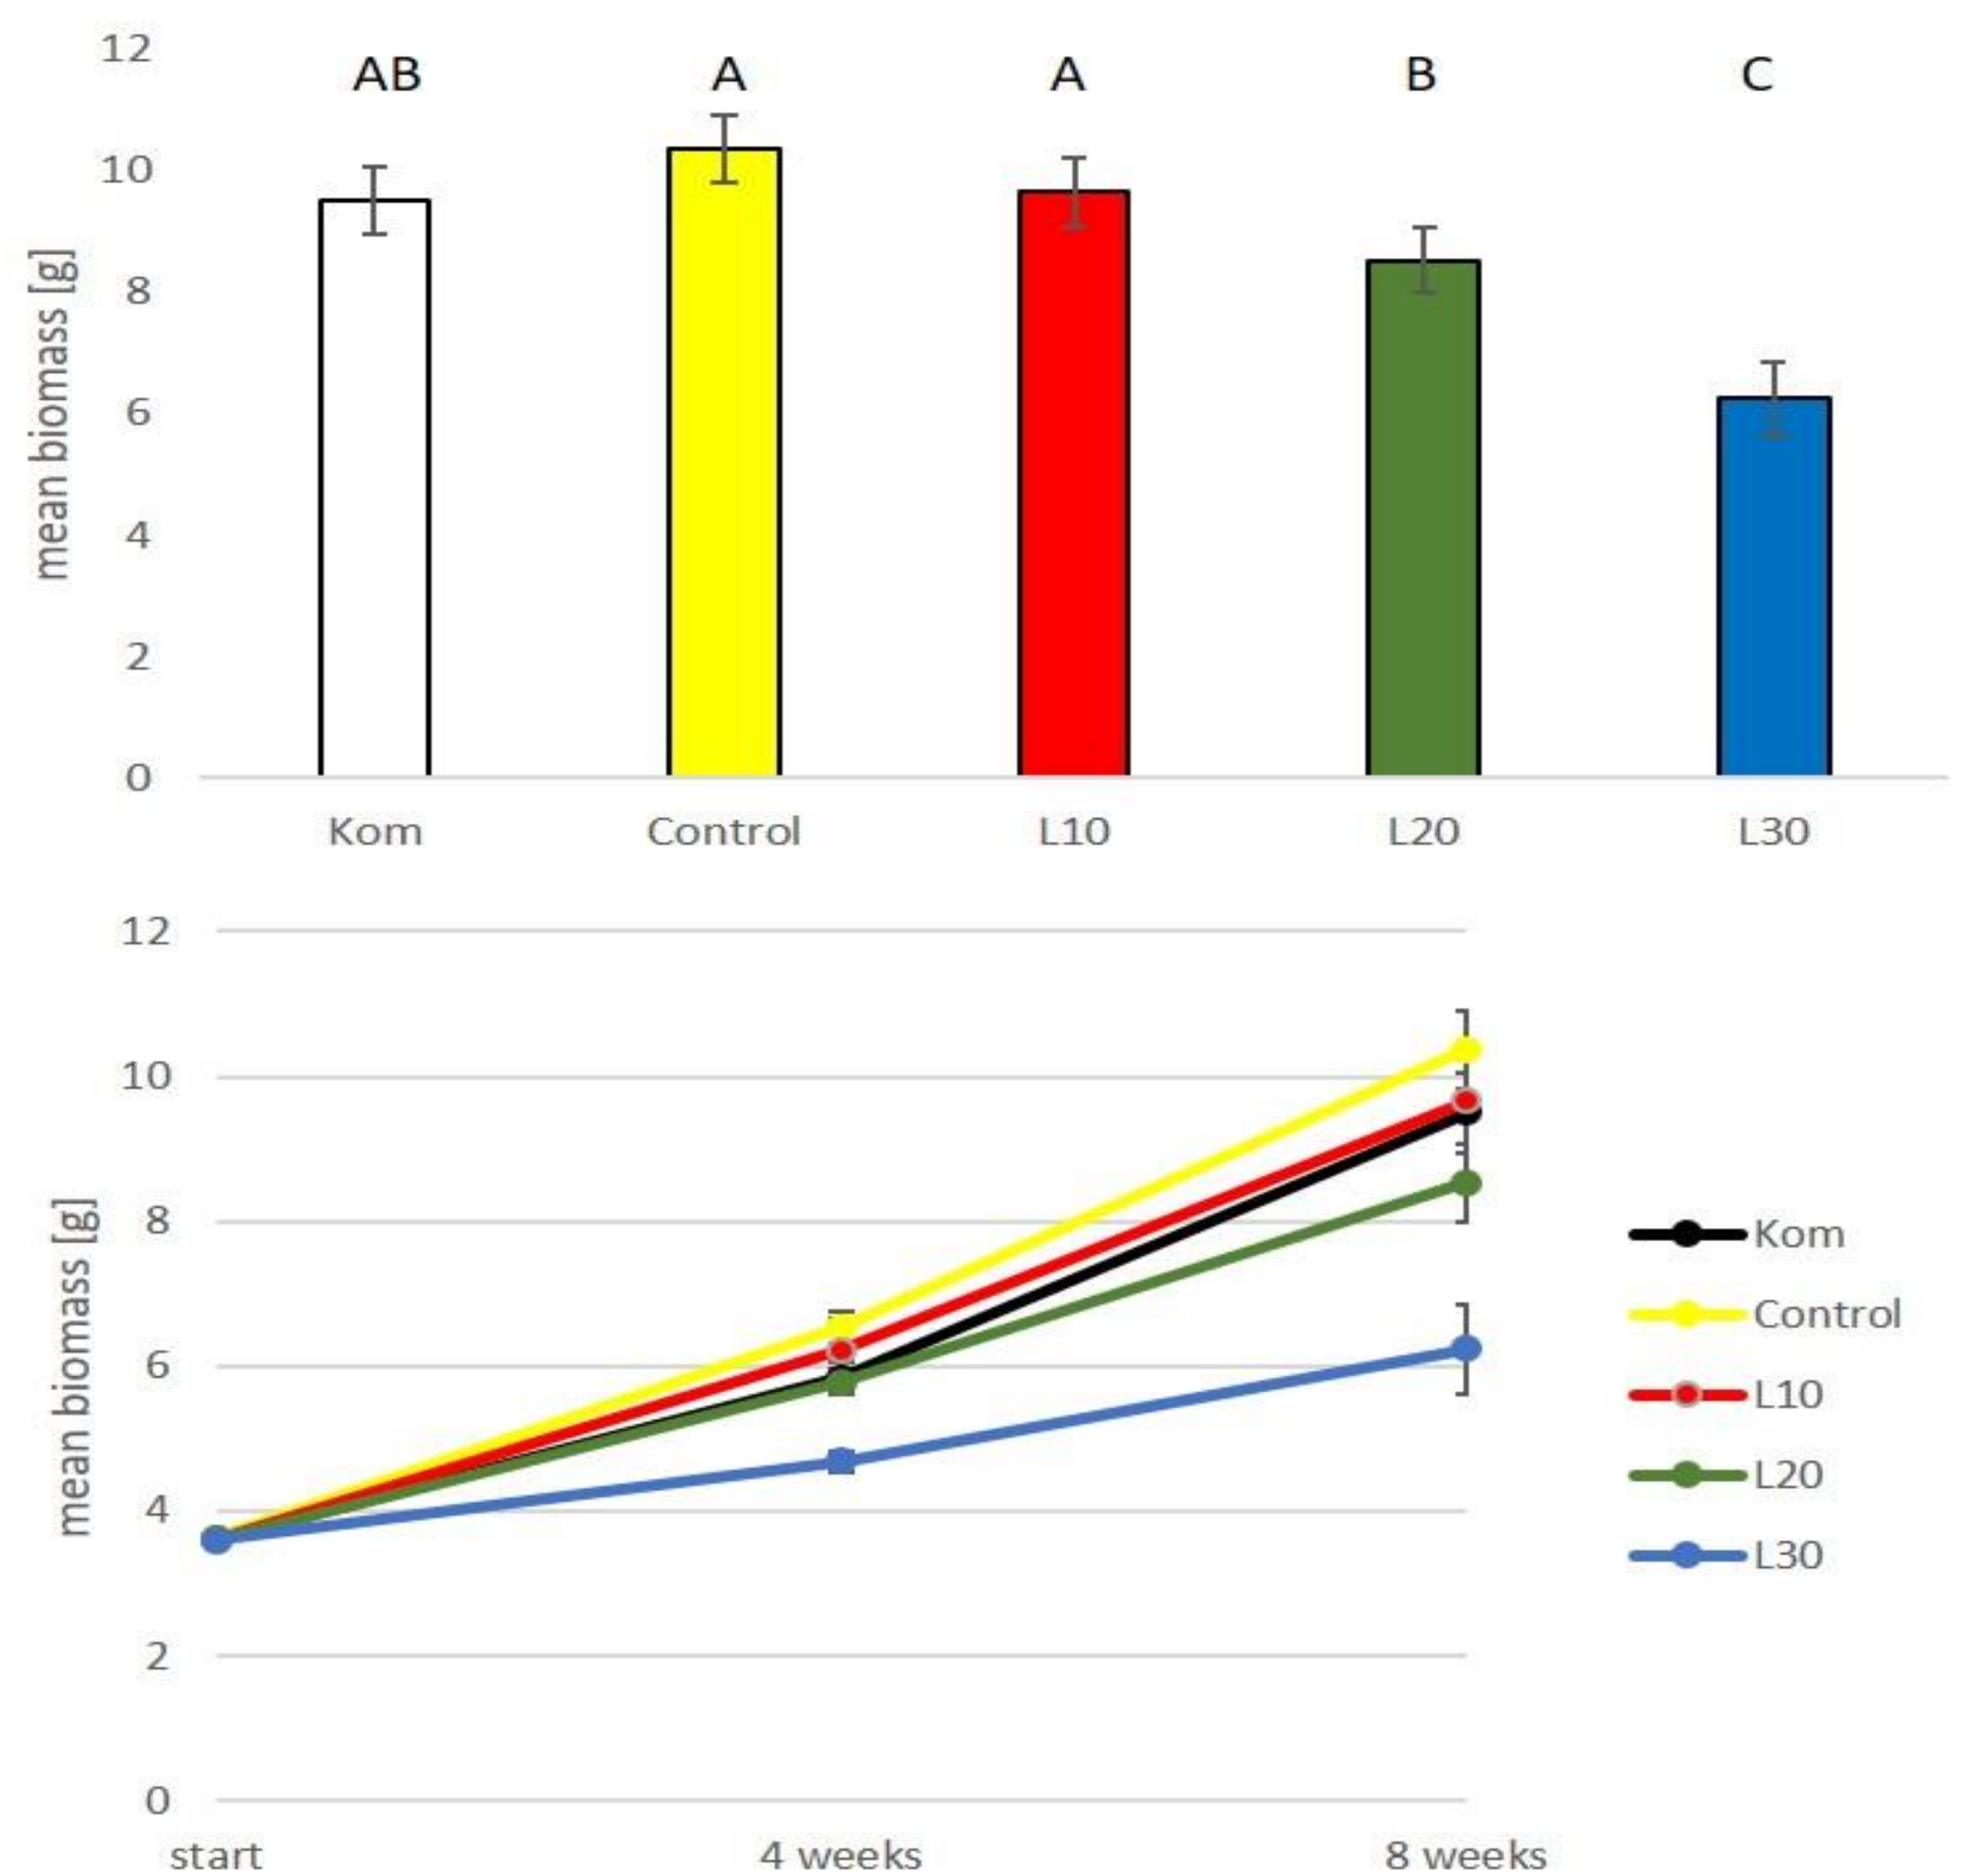 12
AB A A B C
10
8
6
4
2
0
mean biomass [g]
Kom Control L10 L20 L30
12
10
8
6
4
2
0
mean biomass [g]
start 4 weeks 8 weeks
Kom
Control
L10
L20
L30